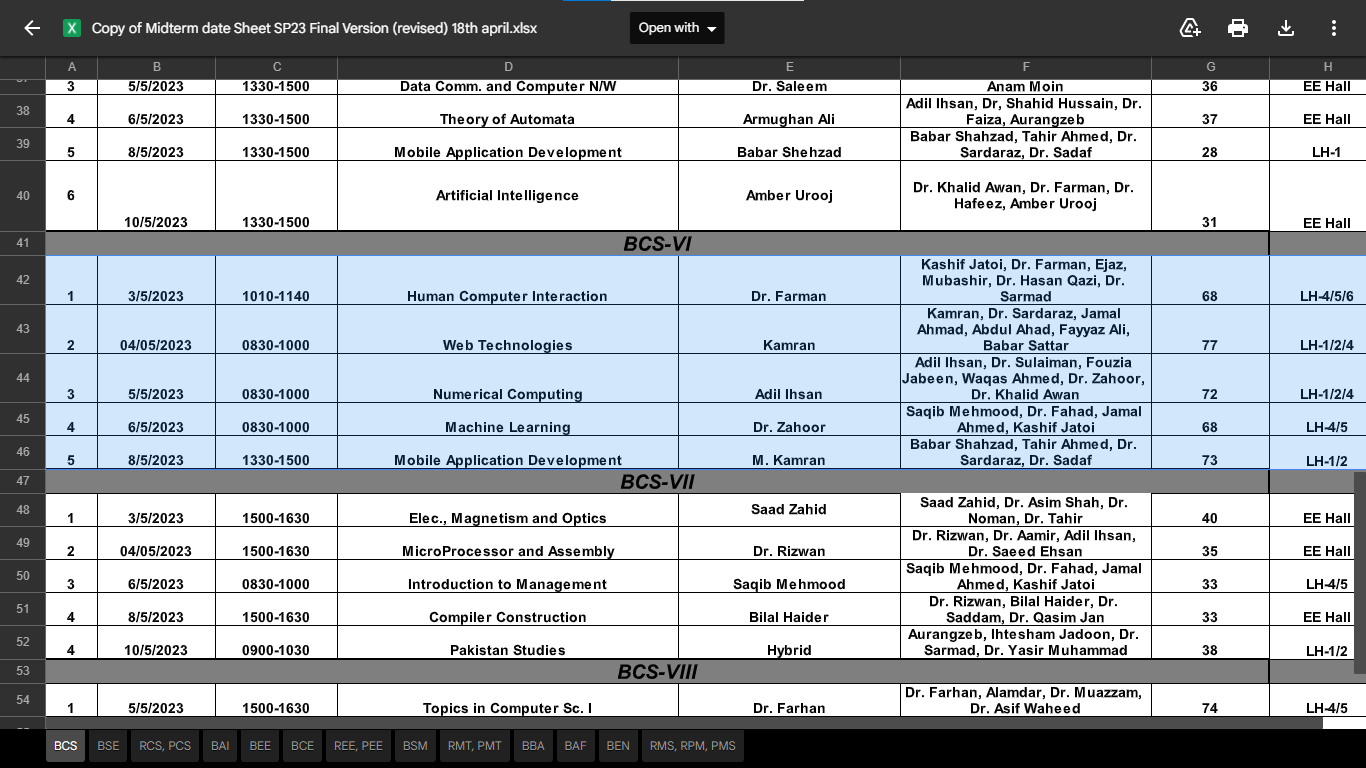 Copy of Midterm date Sheet SP23 Final Version (revised) 18th april.xlsx Open with
A B C D E F G H
3 5/5/2023 1330-1500 Data Comm. and Computer N/W Dr. Saleem Anam Moin 36 EE Hall
Adil Ihsan, Dr, Shahid Hussain, Dr.
38 4 6/5/2023 1330-1500 Theory of Automata Armughan Ali Faiza, Aurangzeb 37 EE Hall
Babar Shahzad, Tahir Ahmed, Dr.
39 5 8/5/2023 1330-1500 Mobile Application Development Babar Shehzad Sardaraz, Dr. Sadaf 28 LH-1
Dr. Khalid Awan, Dr. Farman, Dr.
40 6 Artificial Intelligence Amber Urooj Hafeez, Amber Urooj
10/5/2023 1330-1500 31 EE Hall
41 BCS-VI
Kashif Jatoi, Dr. Farman, Ejaz,
Mubashir, Dr. Hasan Qazi, Dr.
42 1 3/5/2023 1010-1140 Human Computer Interaction Dr. Farman Sarmad 68 LH-4/5/6
Kamran, Dr. Sardaraz, Jamal
Ahmad, Abdul Ahad, Fayyaz Ali,
43 2 04/05/2023 0830-1000 Web Technologies Kamran Babar Sattar 77 LH-1/2/4
Adil Ihsan, Dr. Sulaiman, Fouzia
Jabeen, Waqas Ahmed, Dr. Zahoor,
44 3 5/5/2023 0830-1000 Numerical Computing Adil Ihsan Dr. Khalid Awan 72 LH-1/2/4
Saqib Mehmood, Dr. Fahad, Jamal
45 4 6/5/2023 0830-1000 Machine Learning Dr. Zahoor Ahmed, Kashif Jatoi 68 LH-4/5
Babar Shahzad, Tahir Ahmed, Dr.
46 5 8/5/2023 1330-1500 Mobile Application Development M. Kamran Sardaraz, Dr. Sadaf 73 LH-1/2
47 BCS-VII
Saad Zahid, Dr. Asim Shah, Dr.
48 1 3/5/2023 1500-1630 Elec., Magnetism and Optics Saad Zahid Noman, Dr. Tahir 40 EE Hall
Dr. Rizwan, Dr. Aamir, Adil Ihsan,
49 2 04/05/2023 1500-1630 MicroProcessor and Assembly Dr. Rizwan Dr. Saeed Ehsan 35 EE Hall
Saqib Mehmood, Dr. Fahad, Jamal
50 3 6/5/2023 0830-1000 Introduction to Management Saqib Mehmood Ahmed, Kashif Jatoi 33 LH-4/5
Dr. Rizwan, Bilal Haider, Dr.
51 4 8/5/2023 1500-1630 Compiler Construction Bilal Haider Saddam, Dr. Qasim Jan 33 EE Hall
Aurangzeb, Ihtesham Jadoon, Dr.
52 4 10/5/2023 0900-1030 Pakistan Studies Hybrid Sarmad, Dr. Yasir Muhammad 38 LH-1/2
53 BCS-VIII
Dr. Farhan, Alamdar, Dr. Muazzam,
54 1 5/5/2023 1500-1630 Topics in Computer Sc. I Dr. Farhan Dr. Asif Waheed 74 LH-4/5
BCS BSE RCS, PCS BAI BEE BCE REE, PEE BSM RMT, PMT BBA BAF BEN RMS, RPM, PMS